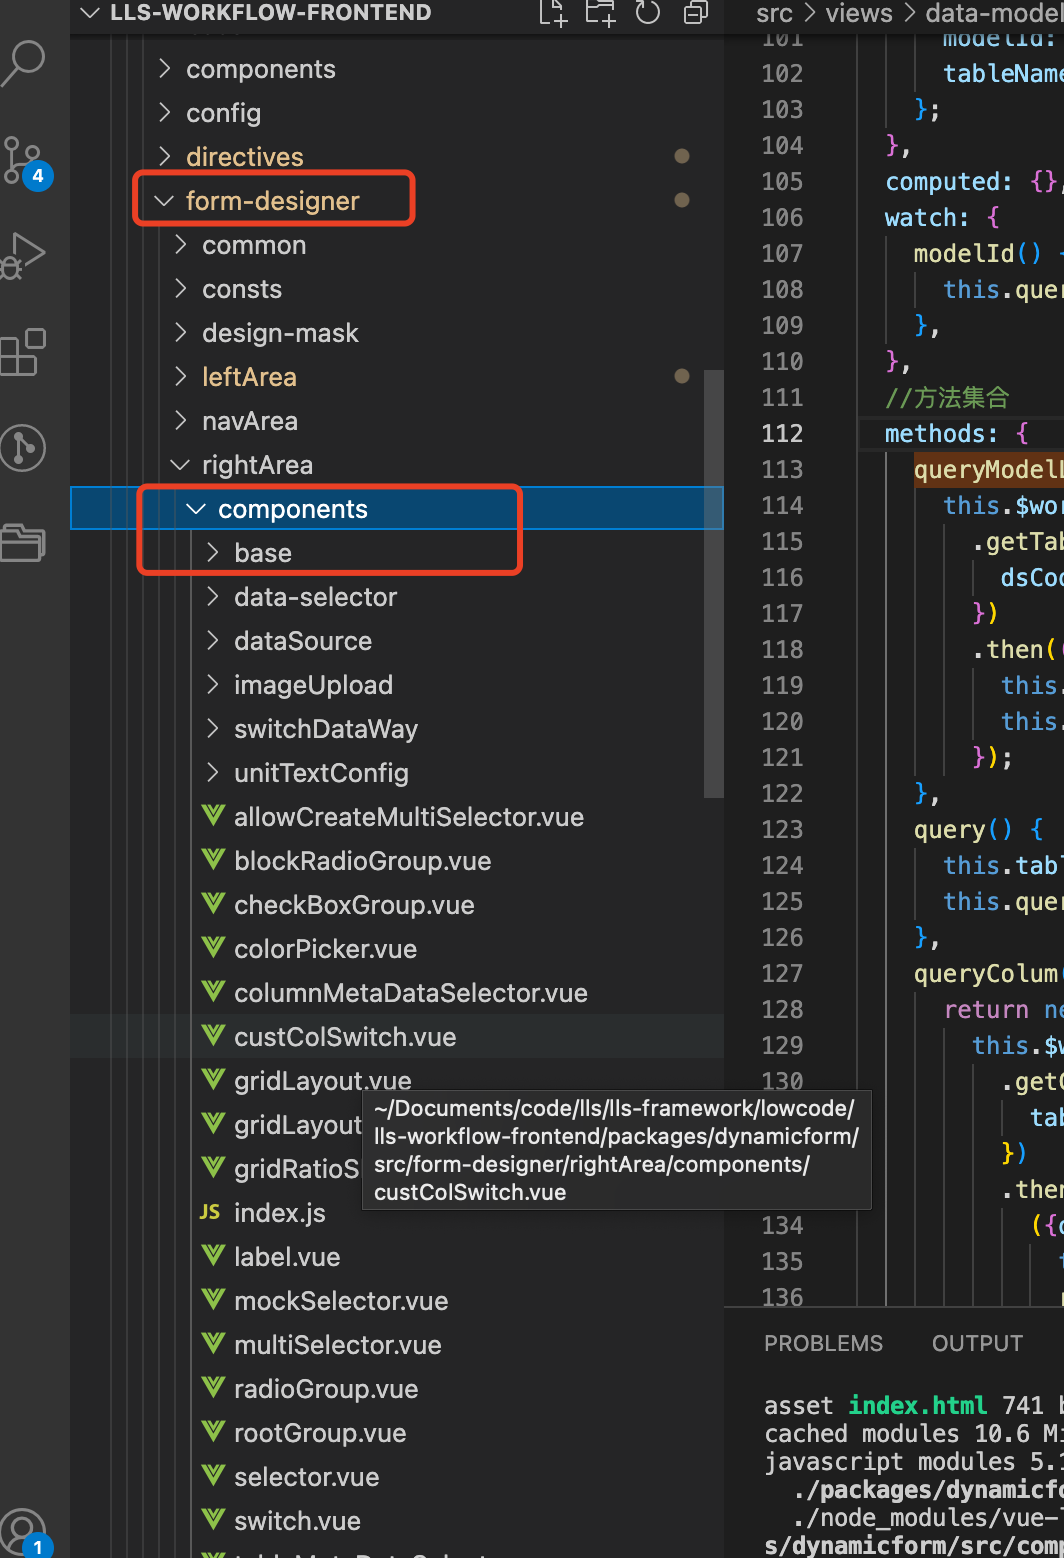 LLS-WORKFLOW-FRONTEND
components
config
directives
form-designer
common
consts
design-mask
leftArea
navArea
rightArea
components
base
data-selector
dataSource
imageUpload
switchDataWay
unitTextConfig
allowCreateMultiSelector.vue
blockRadioGroup.vue
checkBoxGroup.vue
colorPicker.vue
columnMetaDataSelector.vue
custColSwitch.vue
gridLayout.vue
gridLayout
gridRatioS
JS index.js
label.vue
mockSelector.vue
multiSelector.vue
radioGroup.vue
rootGroup.vue
selector.vue
switch.vue
~/Documents/code/lls/lls-framework/lowcode/
lls-workflow-frontend/packages/dynamicform/
src/form-designer/rightArea/components/
custColSwitch.vue
4
1
src > views > data-model
101 modelId:
102 tableName
103 };
104 },
105 computed: {},
106 watch: {
107 modelId() {
108 this.quer
109 },
110 },
111 //方法集合
112 methods: {
113 queryModelL
114 this.$wor
115 .getTab
116 dsCod
117 })
118 .then((
119 this.
120 this.
121 });
122 },
123 query() {
124 this.tabl
125 this.quer
126 },
127 queryColum
128 return ne
129 this.$w
130 .getC
tab
})
.then
134 ({d
135 t
136
PROBLEMS OUTPUT
asset index.html 741 b
cached modules 10.6 Mi
javascript modules 5.1
./packages/dynamicfo
./node_modules/vue-l
s/dynamicform/src/comp